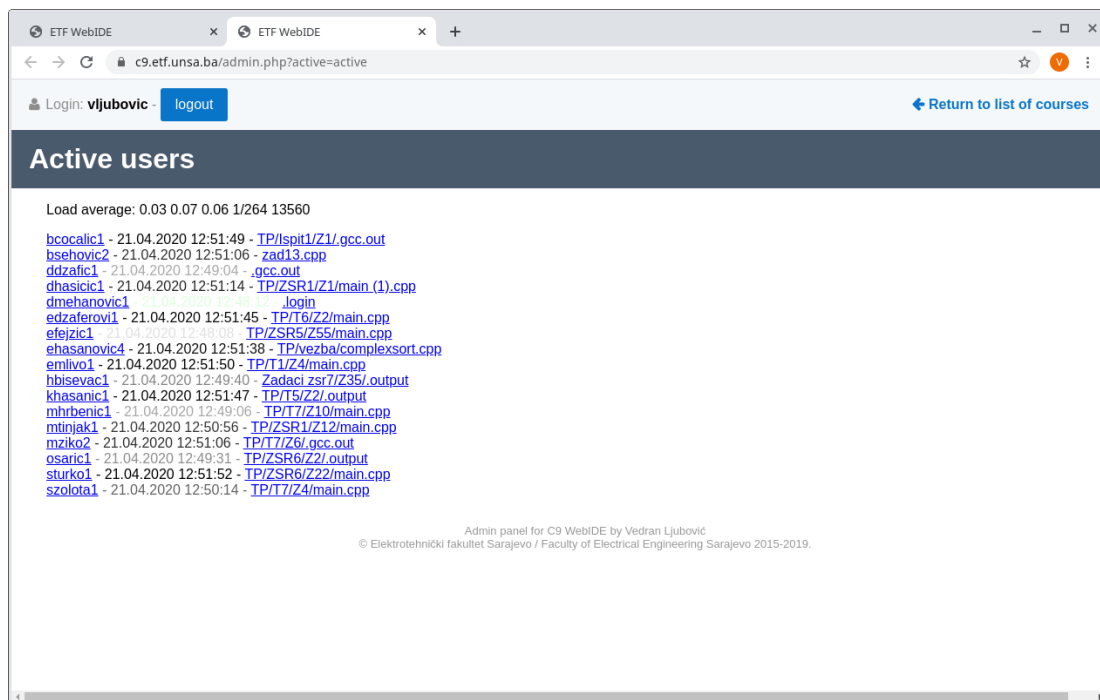 ETF WebIDE
ETF WebIDE
c9.etf.unsa.ba/admin.php?active=active
V
Login: vljubovic - logout
Return to list of courses
Active users
Load average: 0.03 0.07 0.06 1/264 13560
bcocalic1 - 21.04.2020 12:51:49 - TP/Ispit1/Z1/.gcc.out
bsehovic2 - 21.04.2020 12:51:06 - zad13.cpp
ddzafic1 - 21.04.2020 12:49:04 - .gcc.out
dhasicic1 - 21.04.2020 12:51:14 - TP/ZSR1/Z1/main (1).cpp
dmehanovic1 - 21.04.2020 12:48:12 - .login
edzaferovi1 - 21.04.2020 12:51:45 - TP/T6/Z2/main.cpp
efejzic1 - 21.04.2020 12:48:08 - TP/ZSR5/Z55/main.cpp
ehasanovic4 - 21.04.2020 12:51:38 - TP/vezba/complexsort.cpp
emlivo1 - 21.04.2020 12:51:50 - TP/T1/Z4/main.cpp
hbisevac1 - 21.04.2020 12:49:40 - Zadaci zsr7/Z35/.output
khasanic1 - 21.04.2020 12:51:47 - TP/T5/Z2/.output
mhrbenic1 - 21.04.2020 12:49:06 - TP/T7/Z10/main.cpp
mtinjak1 - 21.04.2020 12:50:56 - TP/ZSR1/Z12/main.cpp
mziko2 - 21.04.2020 12:51:06 - TP/T7/Z6/.gcc.out
osaric1 - 21.04.2020 12:49:31 - TP/ZSR6/Z2/.output
sturko1 - 21.04.2020 12:51:52 - TP/ZSR6/Z22/main.cpp
szolota1 - 21.04.2020 12:50:14 - TP/T7/Z4/main.cpp
Admin panel for C9 WebIDE by Vedran Ljubović
© Elektrotehnički fakultet Sarajevo / Faculty of Electrical Engineering Sarajevo 2015-2019.